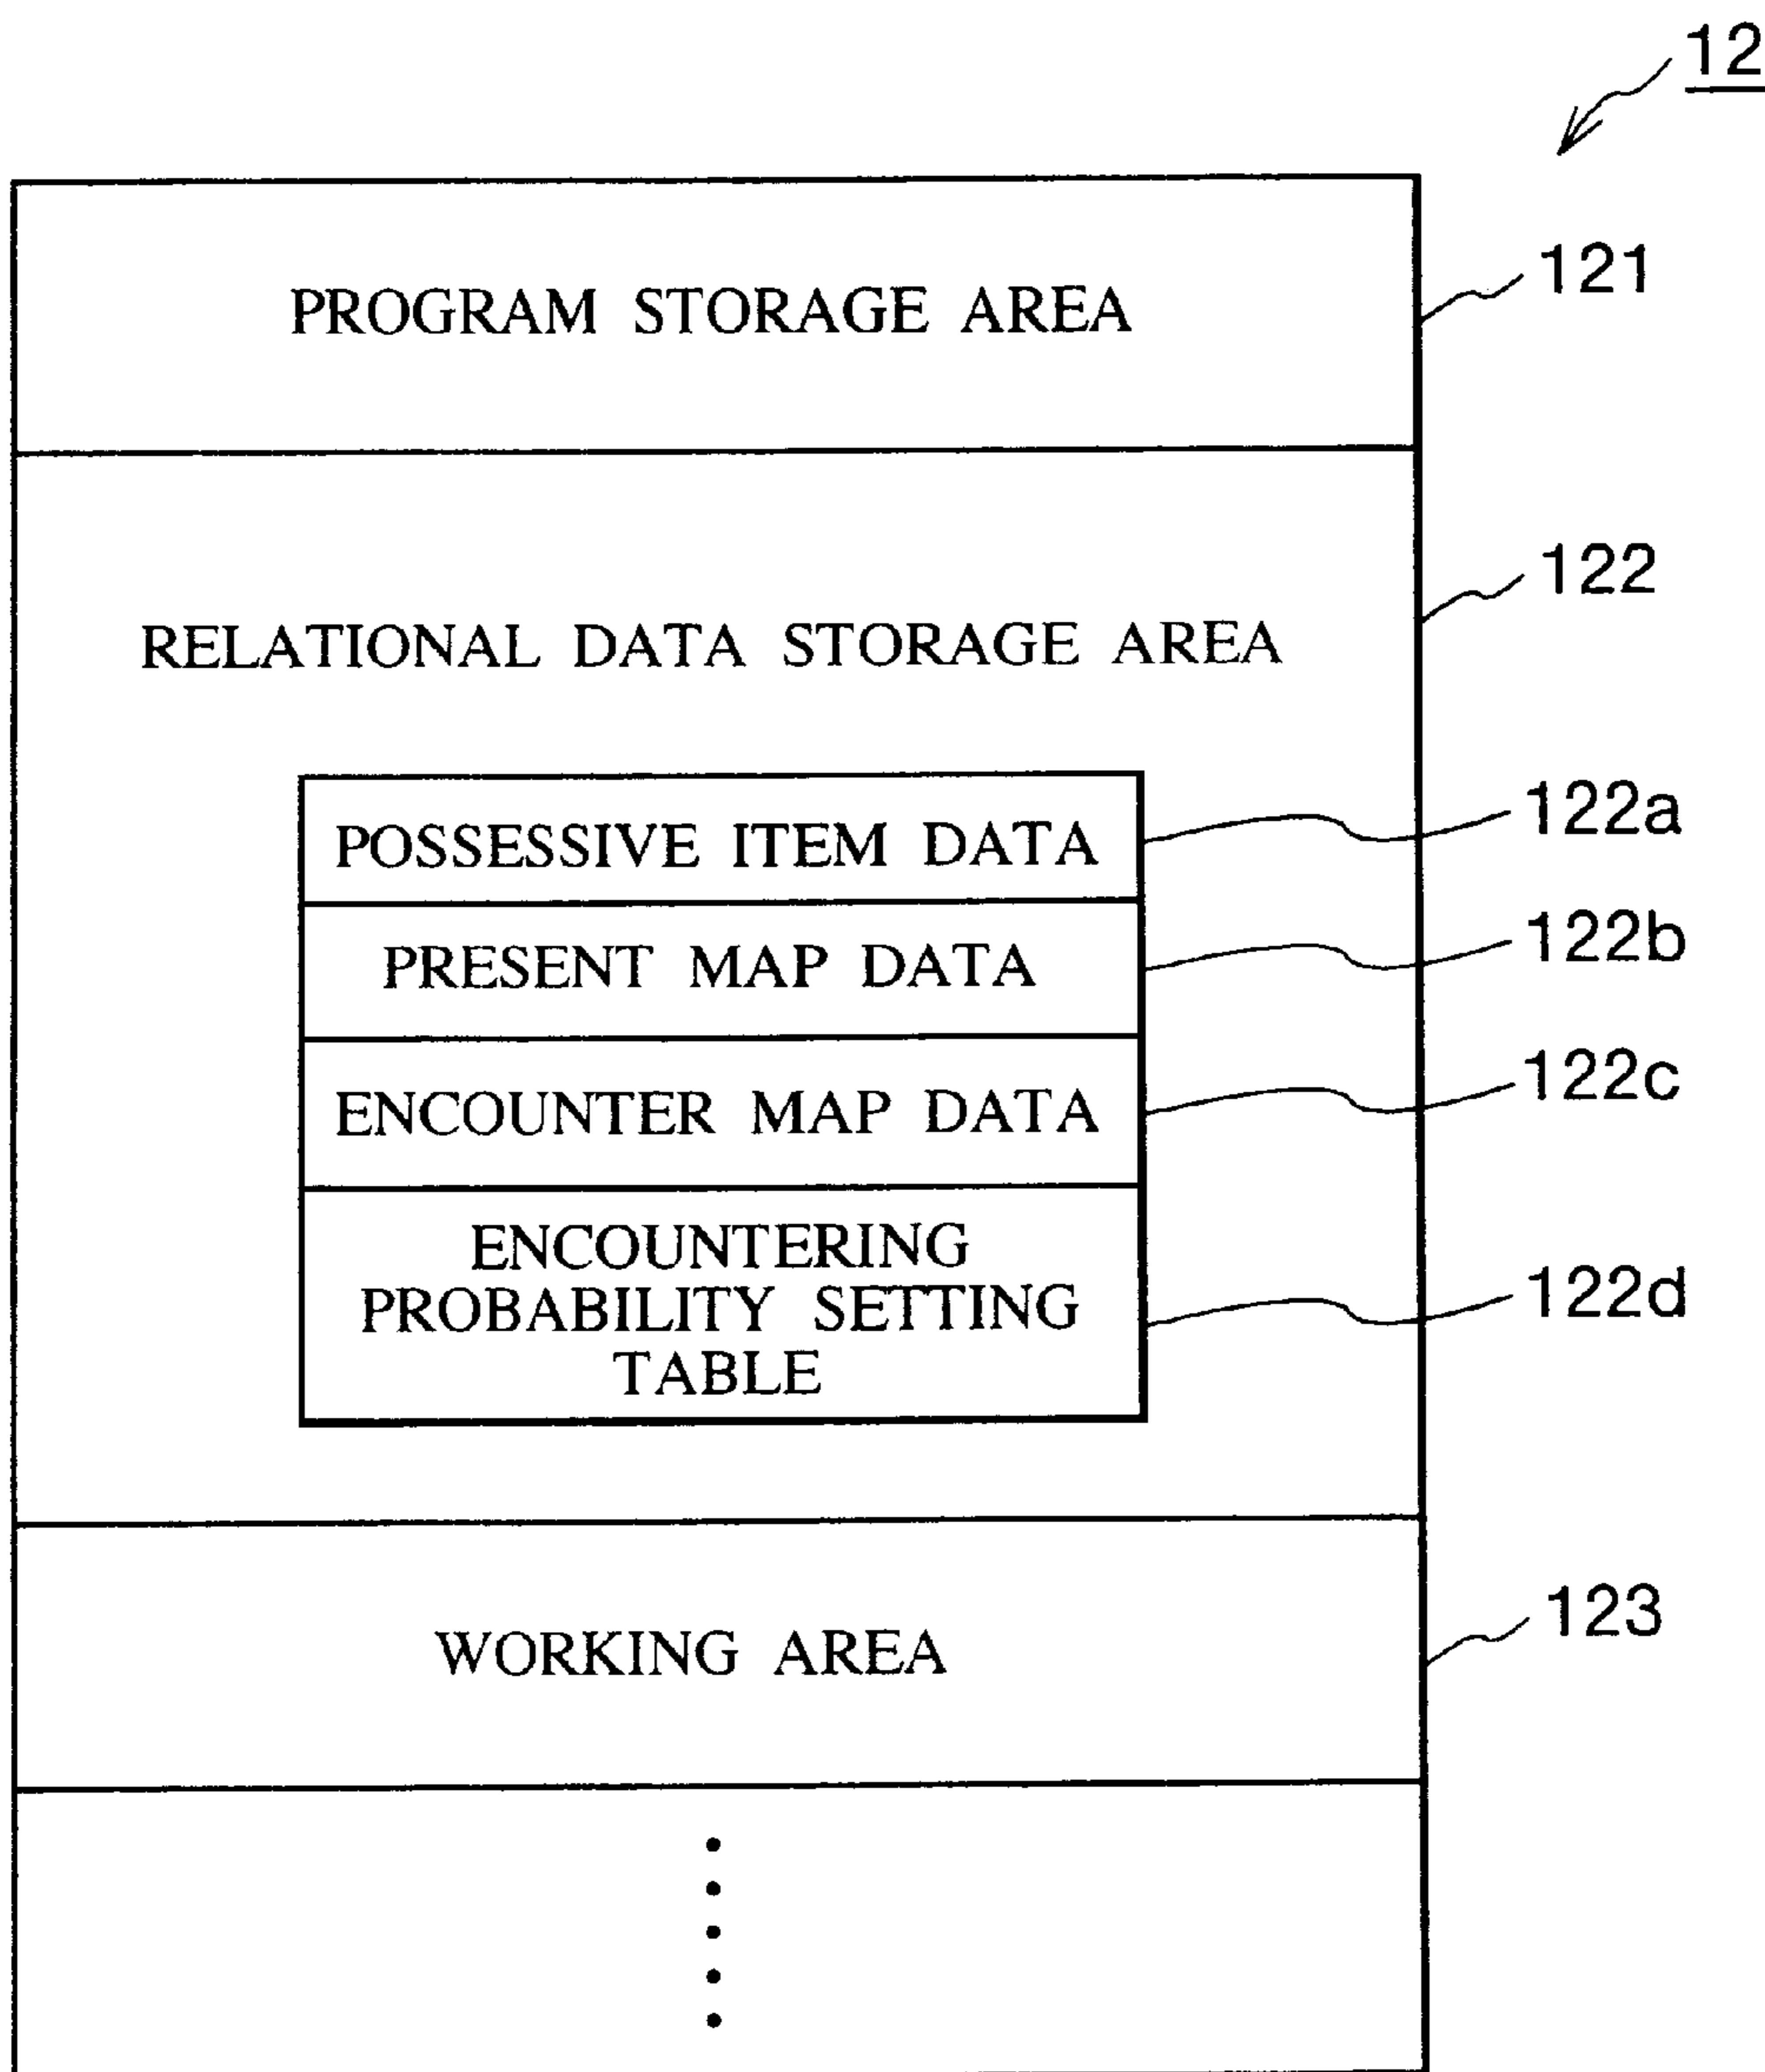 12
PROGRAM STORAGE AREA
121
RELATIONAL DATA STORAGE AREA
122
POSSESSIVE ITEM DATA
122a
PRESENT MAP DATA
122b
ENCOUNTER MAP DATA
122c
ENCOUNTERING
PROBABILITY SETTING
TABLE
122d
WORKING AREA
123